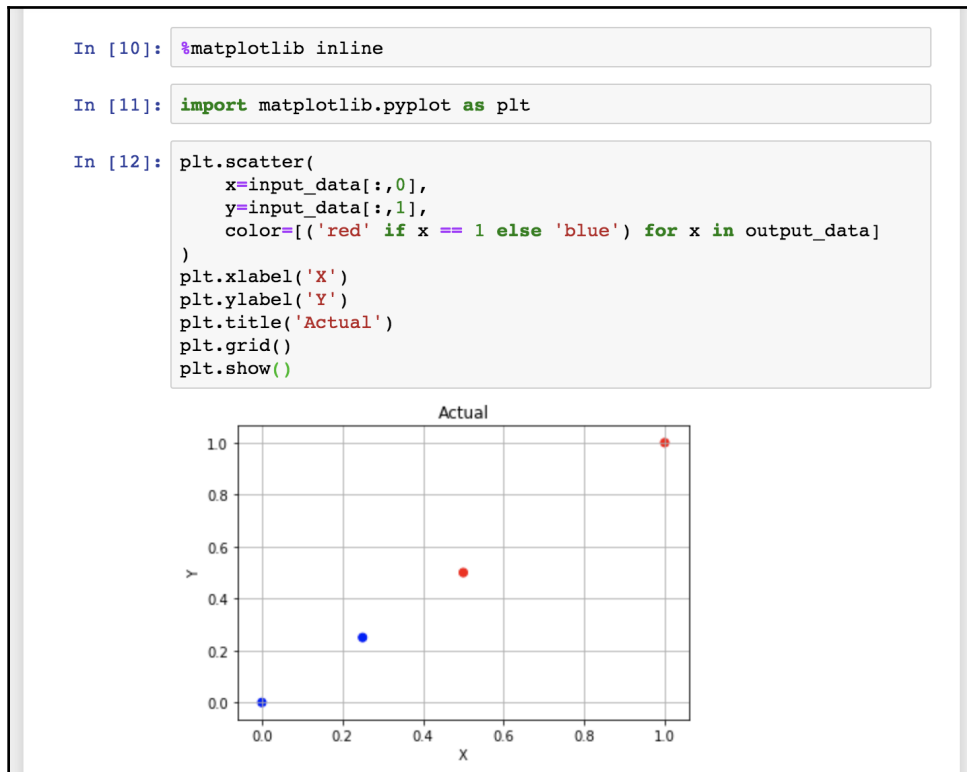 In [10]: %matplotlib inline
In [11]: import matplotlib.pyplot as plt
In [12]: plt.scatter(
    x=input_data[:,0],
    y=input_data[:,1],
    color=[('red' if x == 1 else 'blue') for x in output_data]
)
plt.xlabel('X')
plt.ylabel('Y')
plt.title('Actual')
plt.grid()
plt.show()
Actual
1.0
0.8
0.6
Y
0.4
0.2
0.0
0.0 0.2 0.4 0.6 0.8 1.0
X